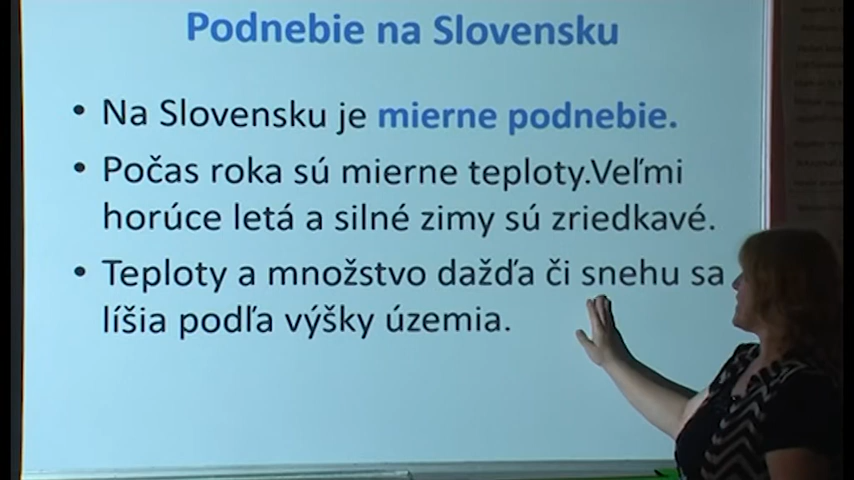 Podnebie na Slovensku
• Na Slovensku je mierne podnebie.
• Počas roka sú mierne teploty.Veľmi
horúce letá a silné zimy sú zriedkavé.
• Teploty a množstvo dažďa či snehu sa
líšia podľa výšky územia.